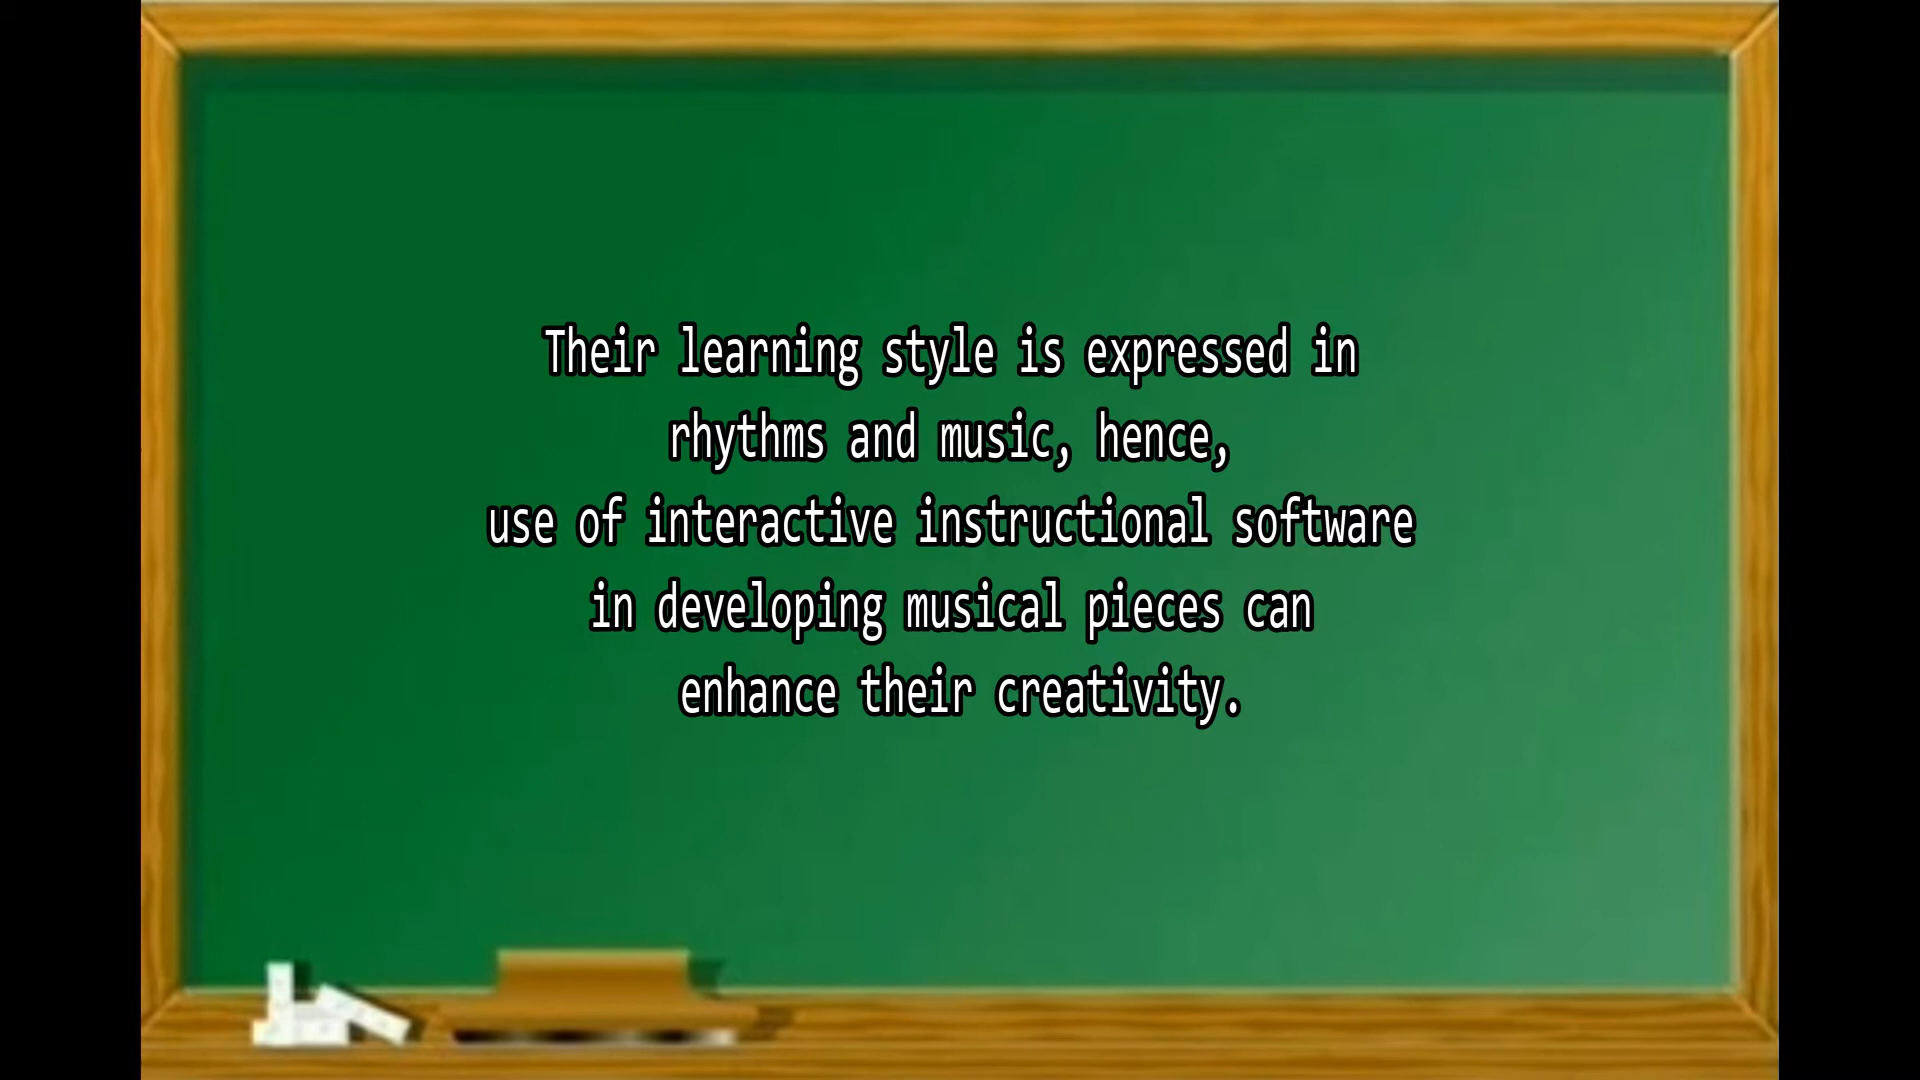 Their learning style is expressed in
rhythms and music, hence,
use of interactive instructional software
in developing musical pieces can
enhance their creativity.